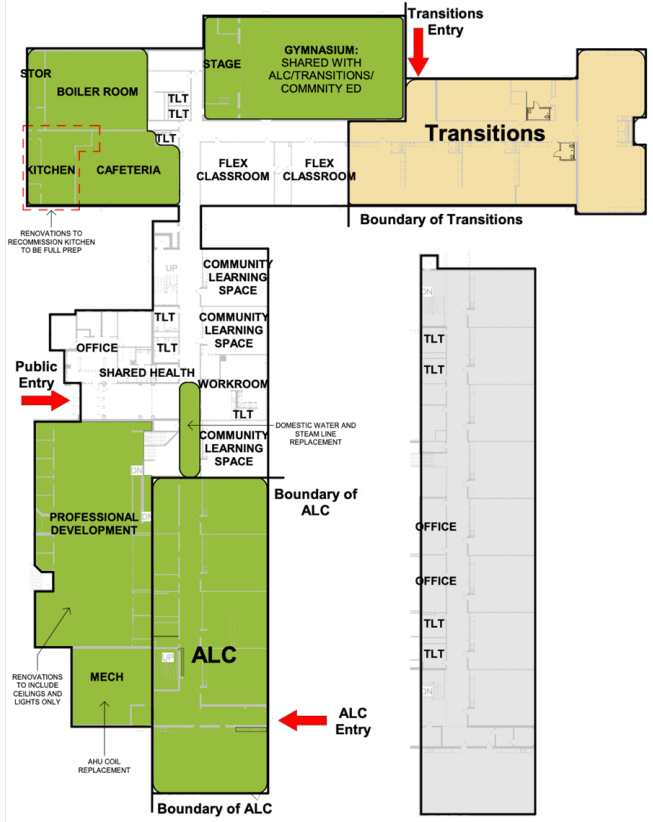 Transitions
Entry
STAGE
GYMNASIUM:
SHARED WITH
ALC/TRANSITIONS/
COMMNITY ED
STOR
BOILER ROOM
TLT
TLT
TLT
Transitions
KITCHEN
CAFETERIA
FLEX
CLASSROOM
FLEX
CLASSROOM
Boundary of Transitions
RENOVATIONS TO
RECOMMISSION KITCHEN
TO BE FULL PREP
UP
COMMUNITY
LEARNING
SPACE
DN
TLT
COMMUNITY
LEARNING
SPACE
TLT
OFFICE
TLT
TLT
Public
Entry
SHARED HEALTH
WORKROOM
TLT
DOMESTIC WATER AND
STEAM LINE
REPLACEMENT
COMMUNITY
LEARNING
SPACE
DN
Boundary of
ALC
PROFESSIONAL
DEVELOPMENT
DN
OFFICE
OFFICE
TLT
TLT
UP
ALC
RENOVATIONS
TO INCLUDE
CEILINGS AND
LIGHTS ONLY
MECH
DN
ALC
Entry
AHU COIL
REPLACEMENT
Boundary of ALC